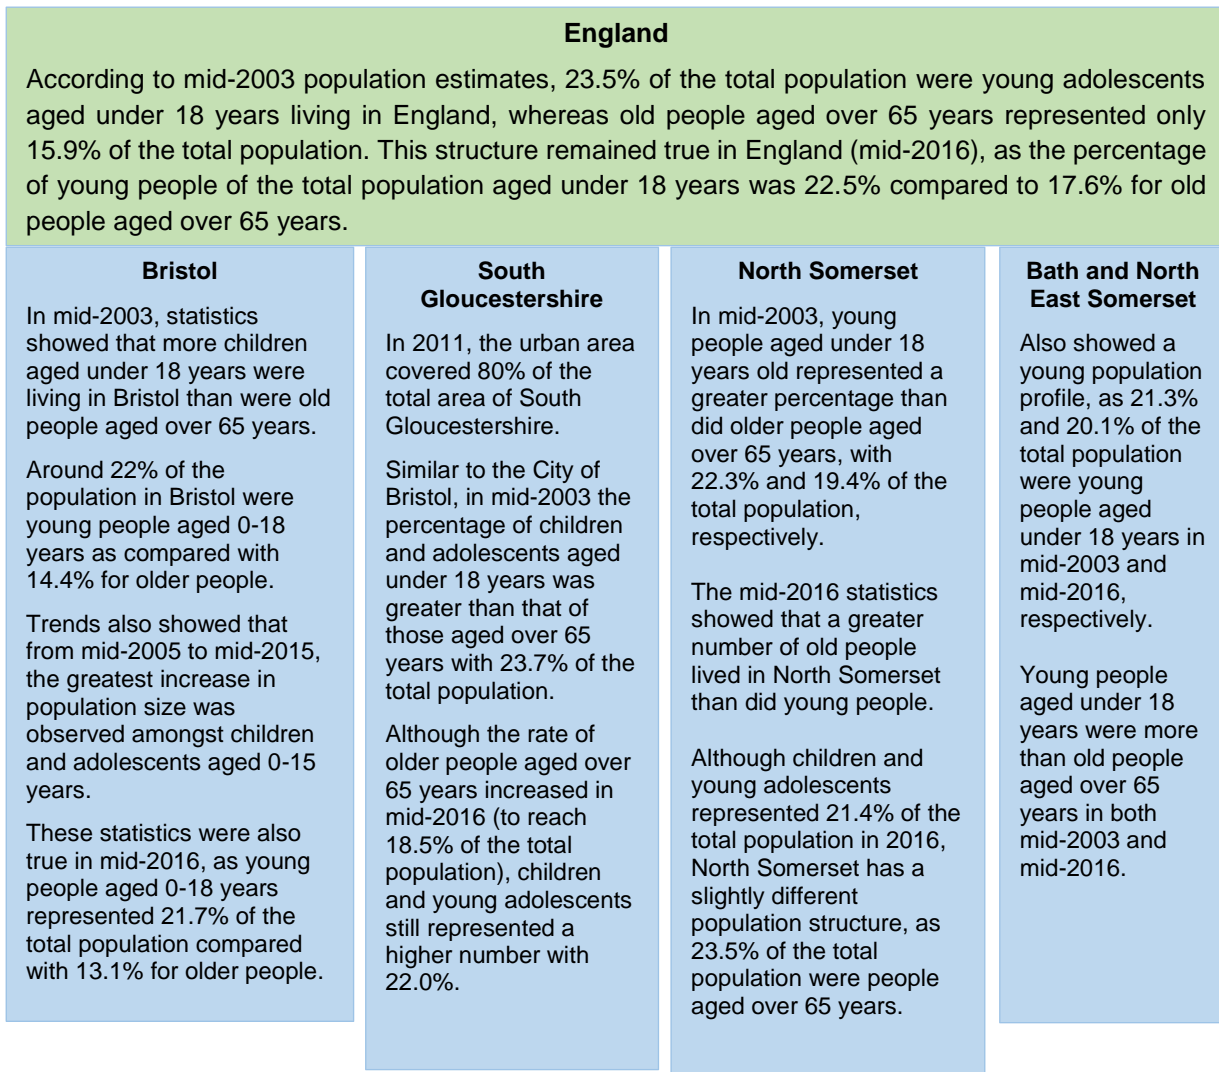 England
According to mid-2003 population estimates, 23.5% of the total population were young adolescents
aged under 18 years living in England, whereas old people aged over 65 years represented only
15.9% of the total population. This structure remained true in England (mid-2016), as the percentage
of young people of the total population aged under 18 years was 22.5% compared to 17.6% for old
people aged over 65 years.
Bristol
In mid-2003, statistics
showed that more children
aged under 18 years were
living in Bristol than were old
people aged over 65 years.
Around 22% of the
population in Bristol were
young people aged 0-18
years as compared with
14.4% for older people.
Trends also showed that
from mid-2005 to mid-2015,
the greatest increase in
population size was
observed amongst children
and adolescents aged 0-15
years.
These statistics were also
true in mid-2016, as young
people aged 0-18 years
represented 21.7% of the
total population compared
with 13.1% for older people.
South
Gloucestershire
In 2011, the urban area
covered 80% of the
total area of South
Gloucestershire.
Similar to the City of
Bristol, in mid-2003 the
percentage of children
and adolescents aged
under 18 years was
greater than that of
those aged over 65
years with 23.7% of the
total population.
Although the rate of
older people aged over
65 years increased in
mid-2016 (to reach
18.5% of the total
population), children
and young adolescents
still represented a
higher number with
22.0%.
North Somerset
In mid-2003, young
people aged under 18
years old represented a
greater percentage than
did older people aged
over 65 years, with
22.3% and 19.4% of the
total population,
respectively.
The mid-2016 statistics
showed that a greater
number of old people
lived in North Somerset
than did young people.
Although children and
young adolescents
represented 21.4% of the
total population in 2016,
North Somerset has a
slightly different
population structure, as
23.5% of the total
population were people
aged over 65 years.
Bath and North
East Somerset
Also showed a
young population
profile, as 21.3%
and 20.1% of the
total population
were young
people aged
under 18 years in
mid-2003 and
mid-2016,
respectively.
Young people
aged under 18
years were more
than old people
aged over 65
years in both
mid-2003 and
mid-2016.